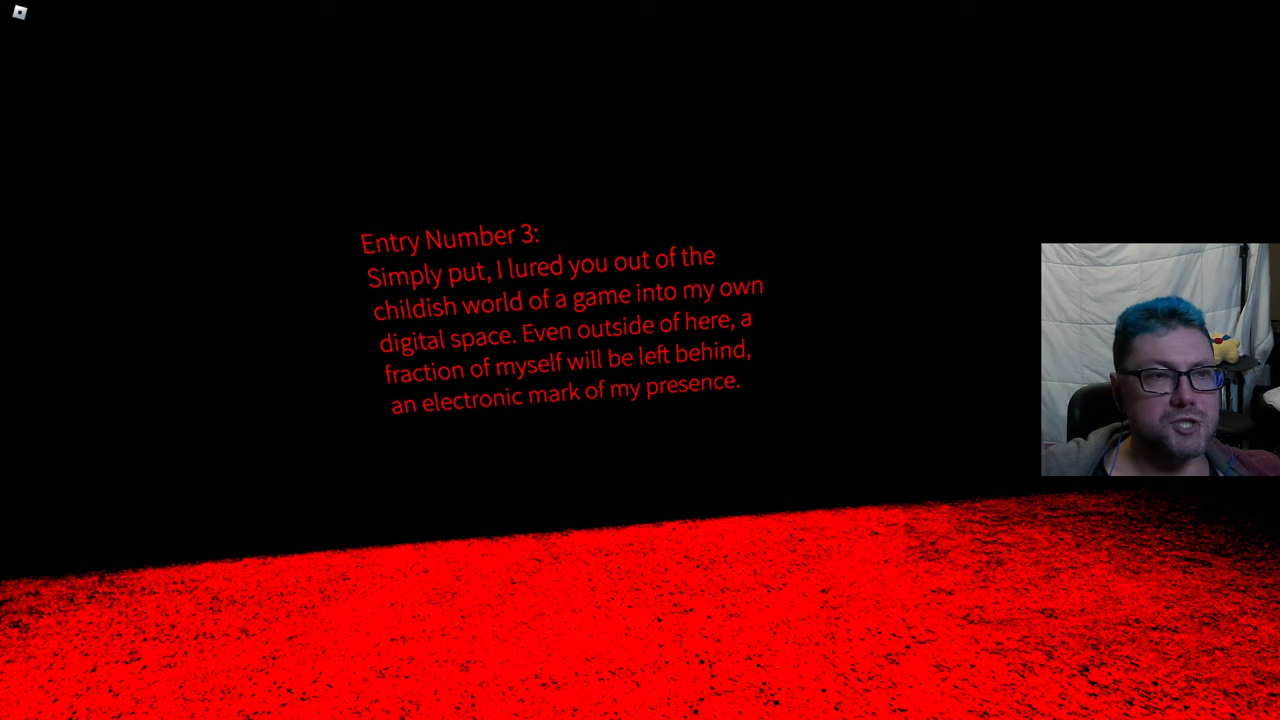 Entry Number 3:
Simply put, I lured you out of the
childish world of a game into my own
digital space. Even outside of here, a
fraction of myself will be left behind,
an electronic mark of my presence.